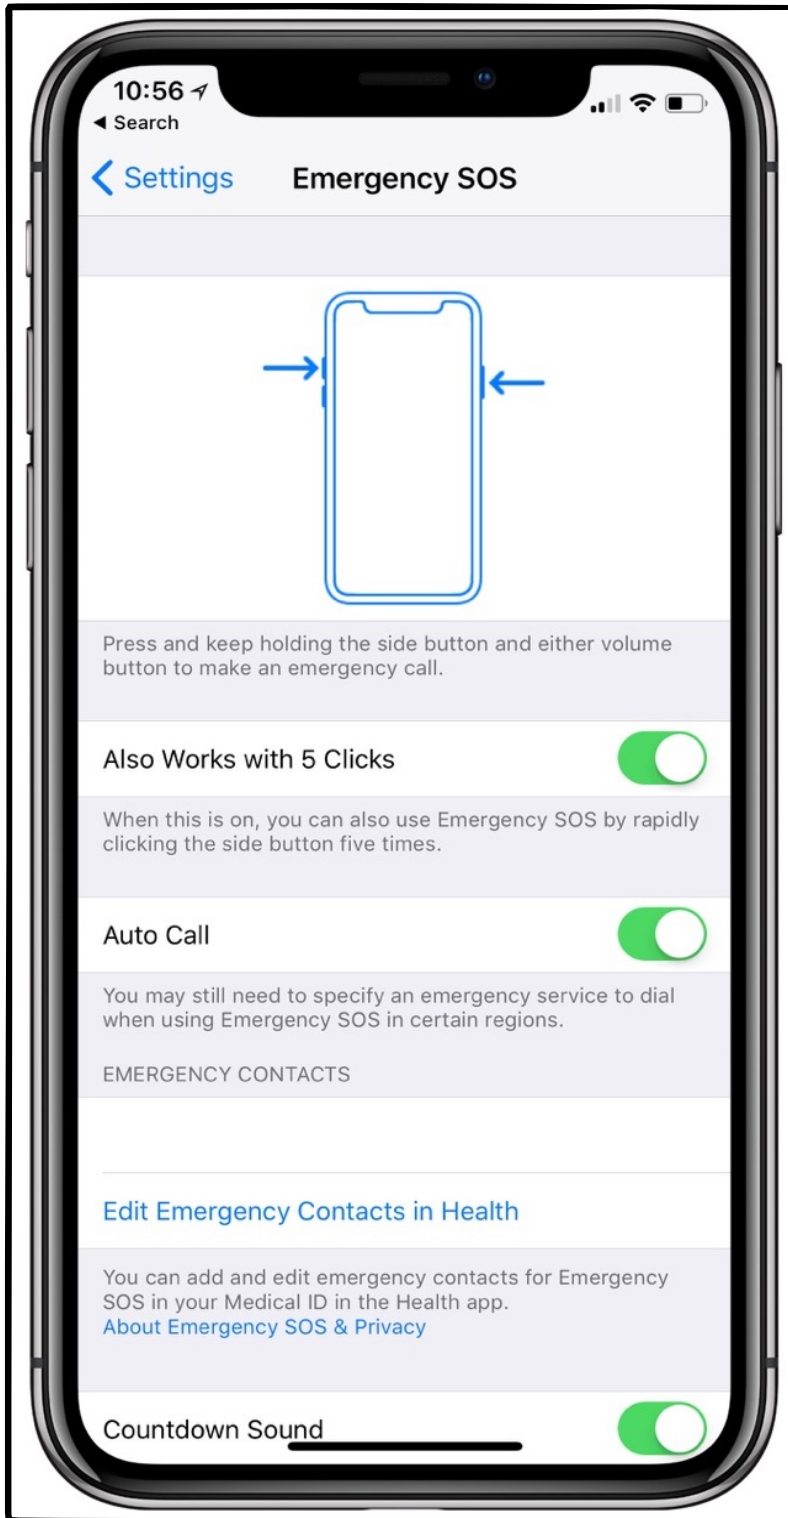 10:56
◀ Search
Settings
Emergency SOS
Press and keep holding the side button and either volume
button to make an emergency call.
Also Works with 5 Clicks
When this is on, you can also use Emergency SOS by rapidly
clicking the side button five times.
Auto Call
You may still need to specify an emergency service to dial
when using Emergency SOS in certain regions.
EMERGENCY CONTACTS
Edit Emergency Contacts in Health
You can add and edit emergency contacts for Emergency
SOS in your Medical ID in the Health app.
About Emergency SOS & Privacy
Countdown Sound